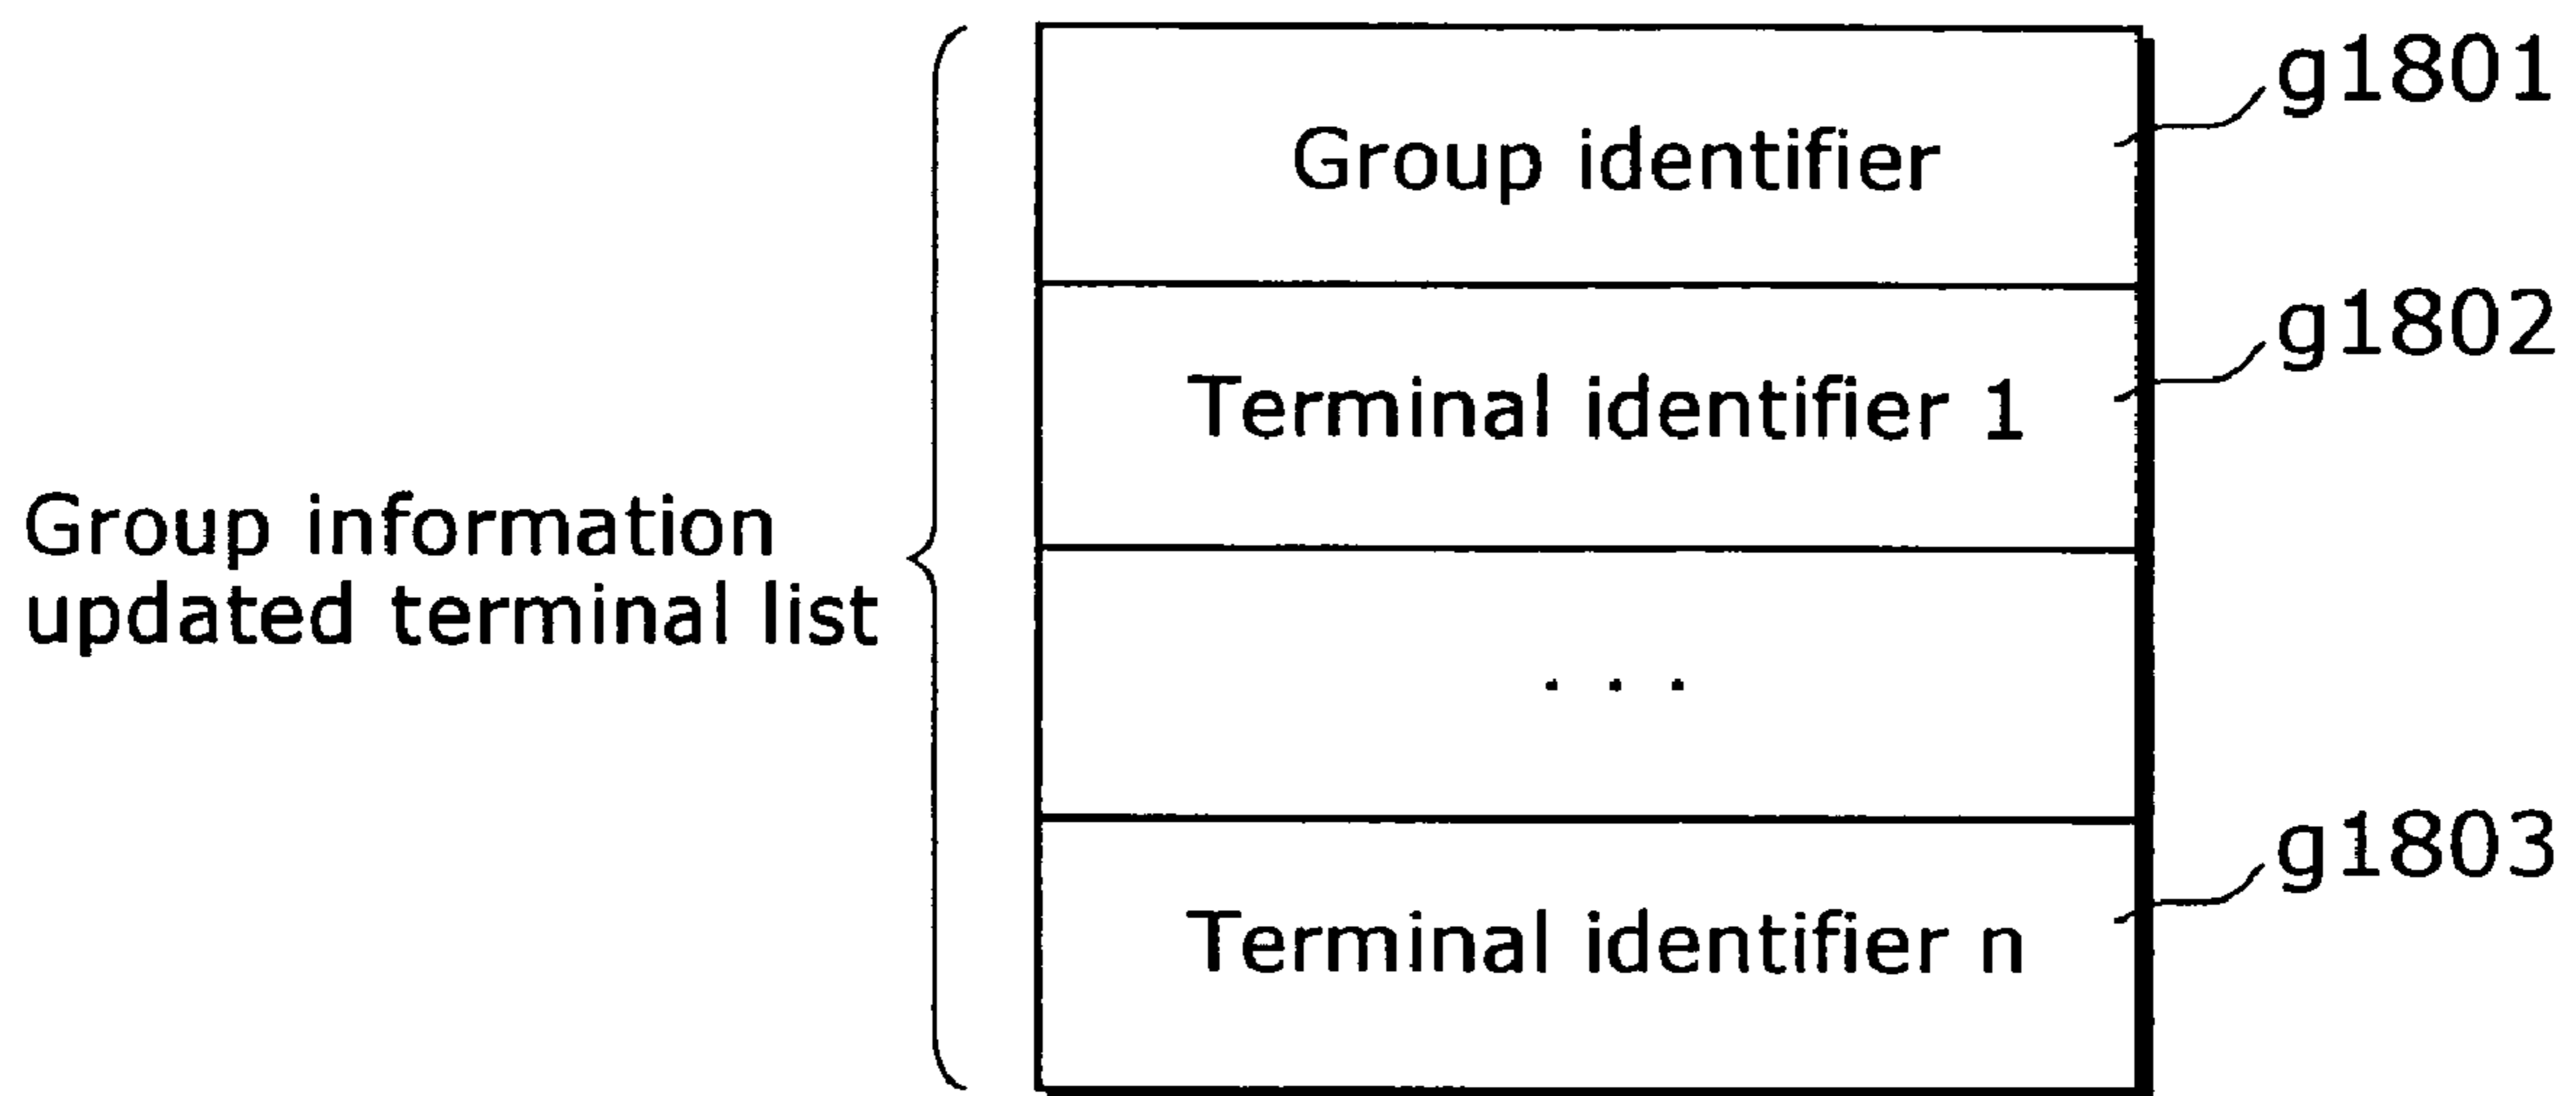 g1801
Group identifier
g1802
Terminal identifier 1
Group information
updated terminal list
. . .
g1803
Terminal identifier n